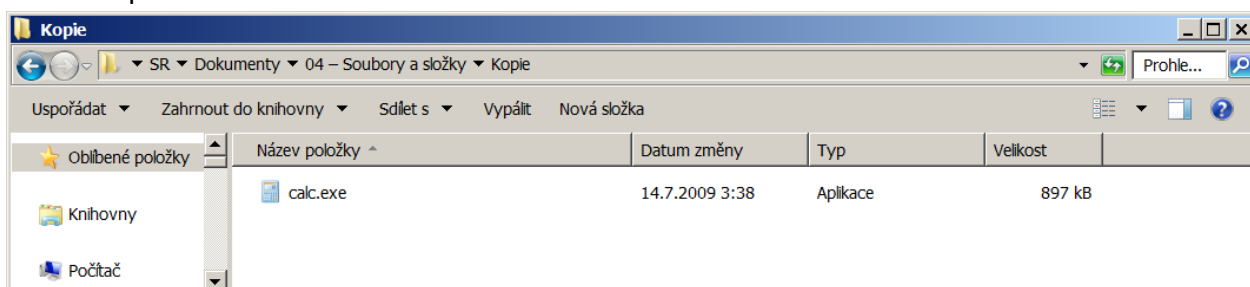 Kopie
SR Dokumenty 04 – Soubory a složky Kopie Prohle...
Uspořádat Zahrnout do knihovny Sdílet s Vypálit Nová složka
Oblíbené položky Název položky Datum změny Typ Velikost
calc.exe 14.7.2009 3:38 Aplikace 897 kB
Knihovny
Počítač